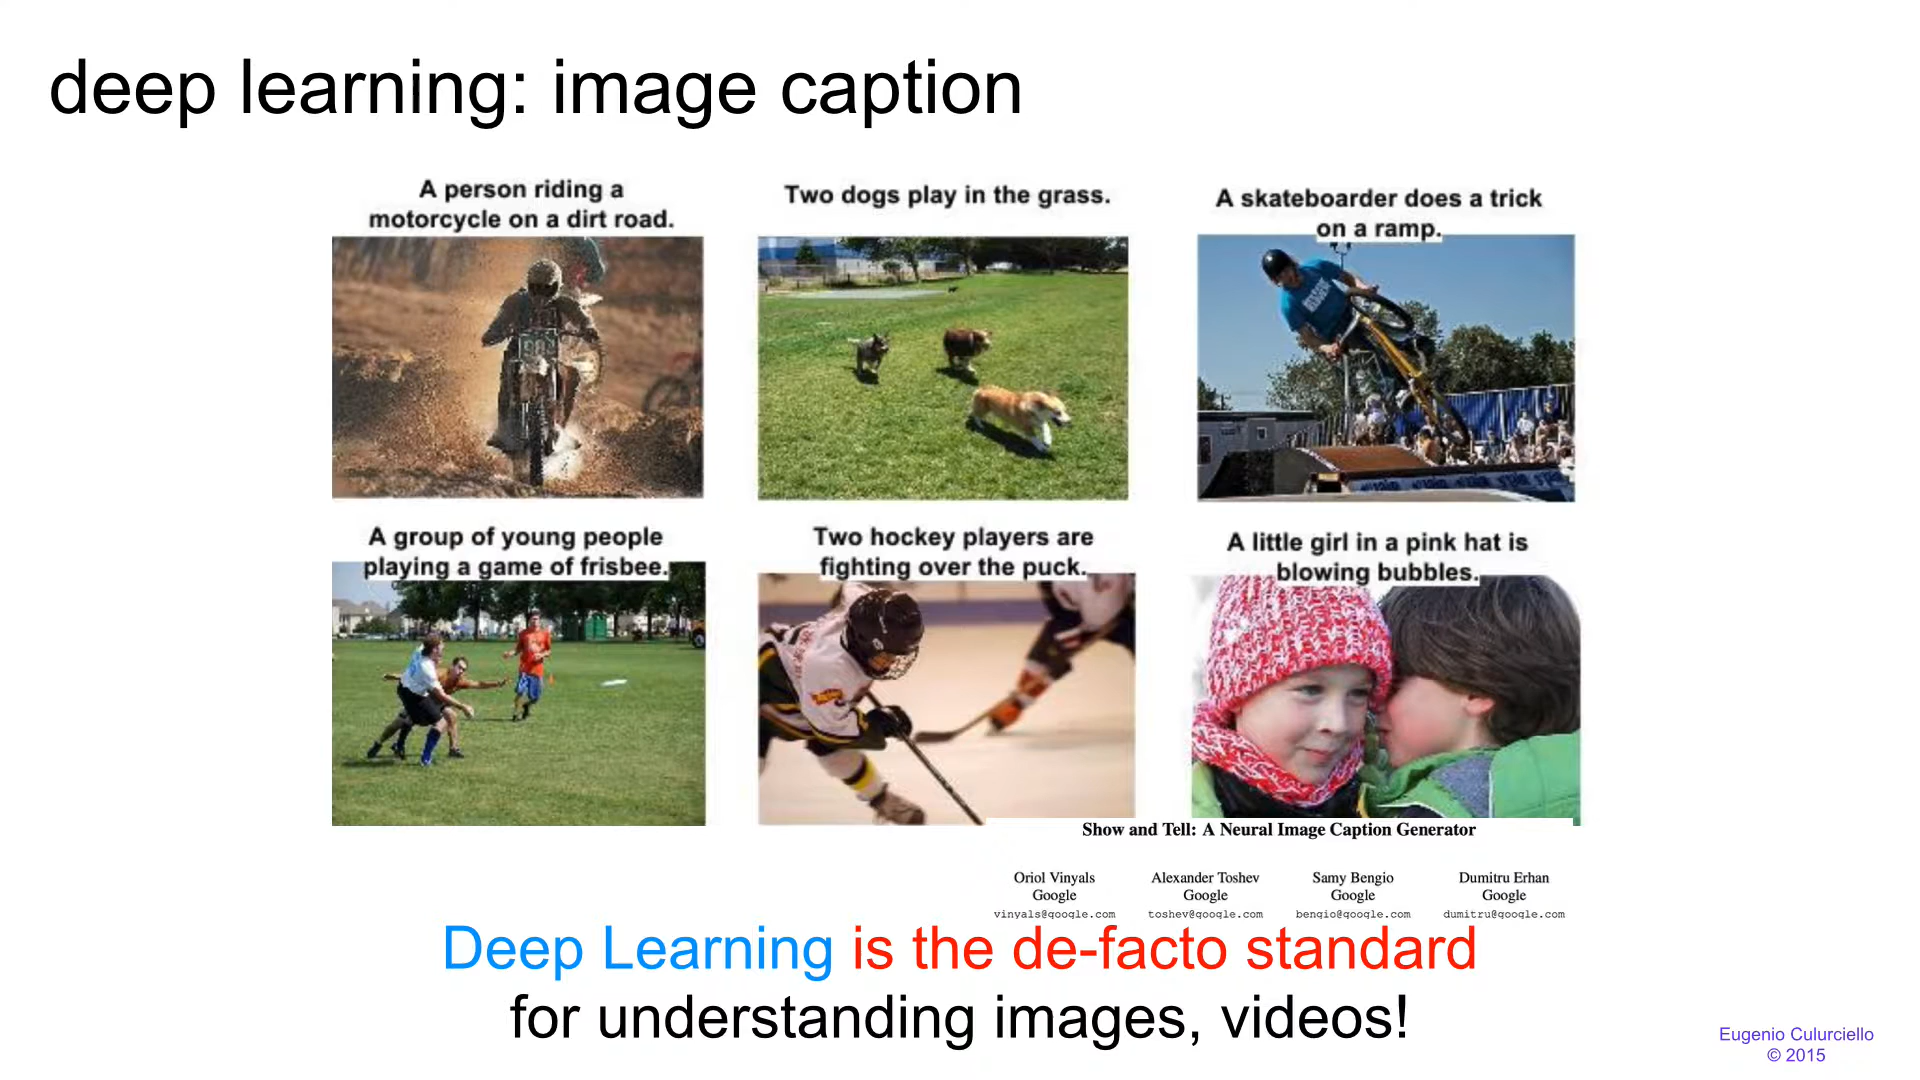 deep learning: image caption
A person riding a
motorcycle on a dirt road.
Two dogs play in the grass.
A skateboarder does a trick
on a ramp.
A group of young people
playing a game of frisbee.
Two hockey players are
fighting over the puck.
A little girl in a pink hat is
blowing bubbles.
Show and Tell: A Neural Image Caption Generator
Oriol Vinyals
Google
vinyals@google.com
Alexander Toshev
Google
toshev@google.com
Samy Bengio
Google
bengio@google.com
Dumitru Erhan
Google
dumitru@google.com
Deep Learning is the de-facto standard
for understanding images, videos!
Eugenio Culurciello
© 2015